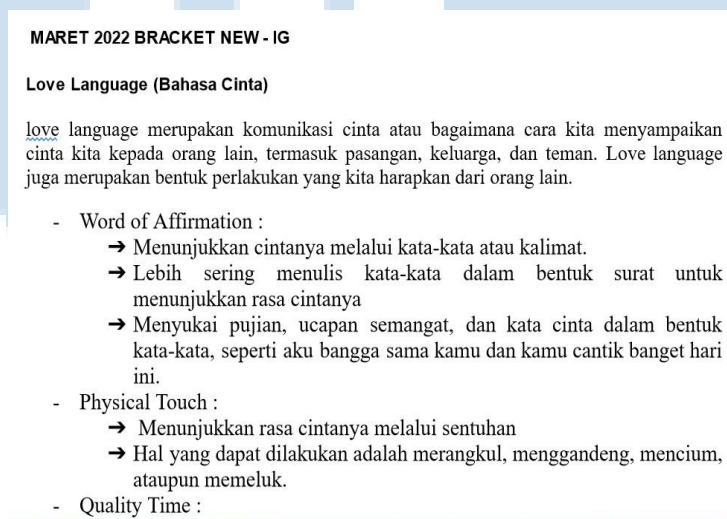 MARET 2022 BRACKET NEW - IG
Love Language (Bahasa Cinta)
love language merupakan komunikasi cinta atau bagaimana cara kita menyampaikan
cinta kita kepada orang lain, termasuk pasangan, keluarga, dan teman. Love language
juga merupakan bentuk perlakukan yang kita harapkan dari orang lain.
- Word of Affirmation :
➔ Menunjukkan cintanya melalui kata-kata atau kalimat.
➔ Lebih sering menulis kata-kata dalam bentuk surat untuk
menunjukkan rasa cintanya
➔ Menyukai pujian, ucapan semangat, dan kata cinta dalam bentuk
kata-kata, seperti aku bangga sama kamu dan kamu cantik banget hari
ini.
- Physical Touch :
➔ Menunjukkan rasa cintanya melalui sentuhan
➔ Hal yang dapat dilakukan adalah merangkul, menggandeng, mencium,
ataupun memeluk.
- Quality Time :